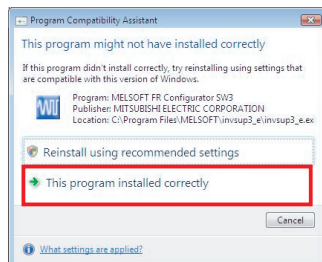 Program Compatibility Assistant
This program might not have installed correctly
If this program didn't install correctly, try reinstalling using settings that
are compatible with this version of Windows.
Program: MELSOFT FR Configurator SW3
Publisher: MITSUBISHI ELECTRIC CORPORATION
Location: C:\Program Files\MELSOFT\invsup3_e\invsup3_e.ex
Reinstall using recommended settings
This program installed correctly
Cancel
What settings are applied?